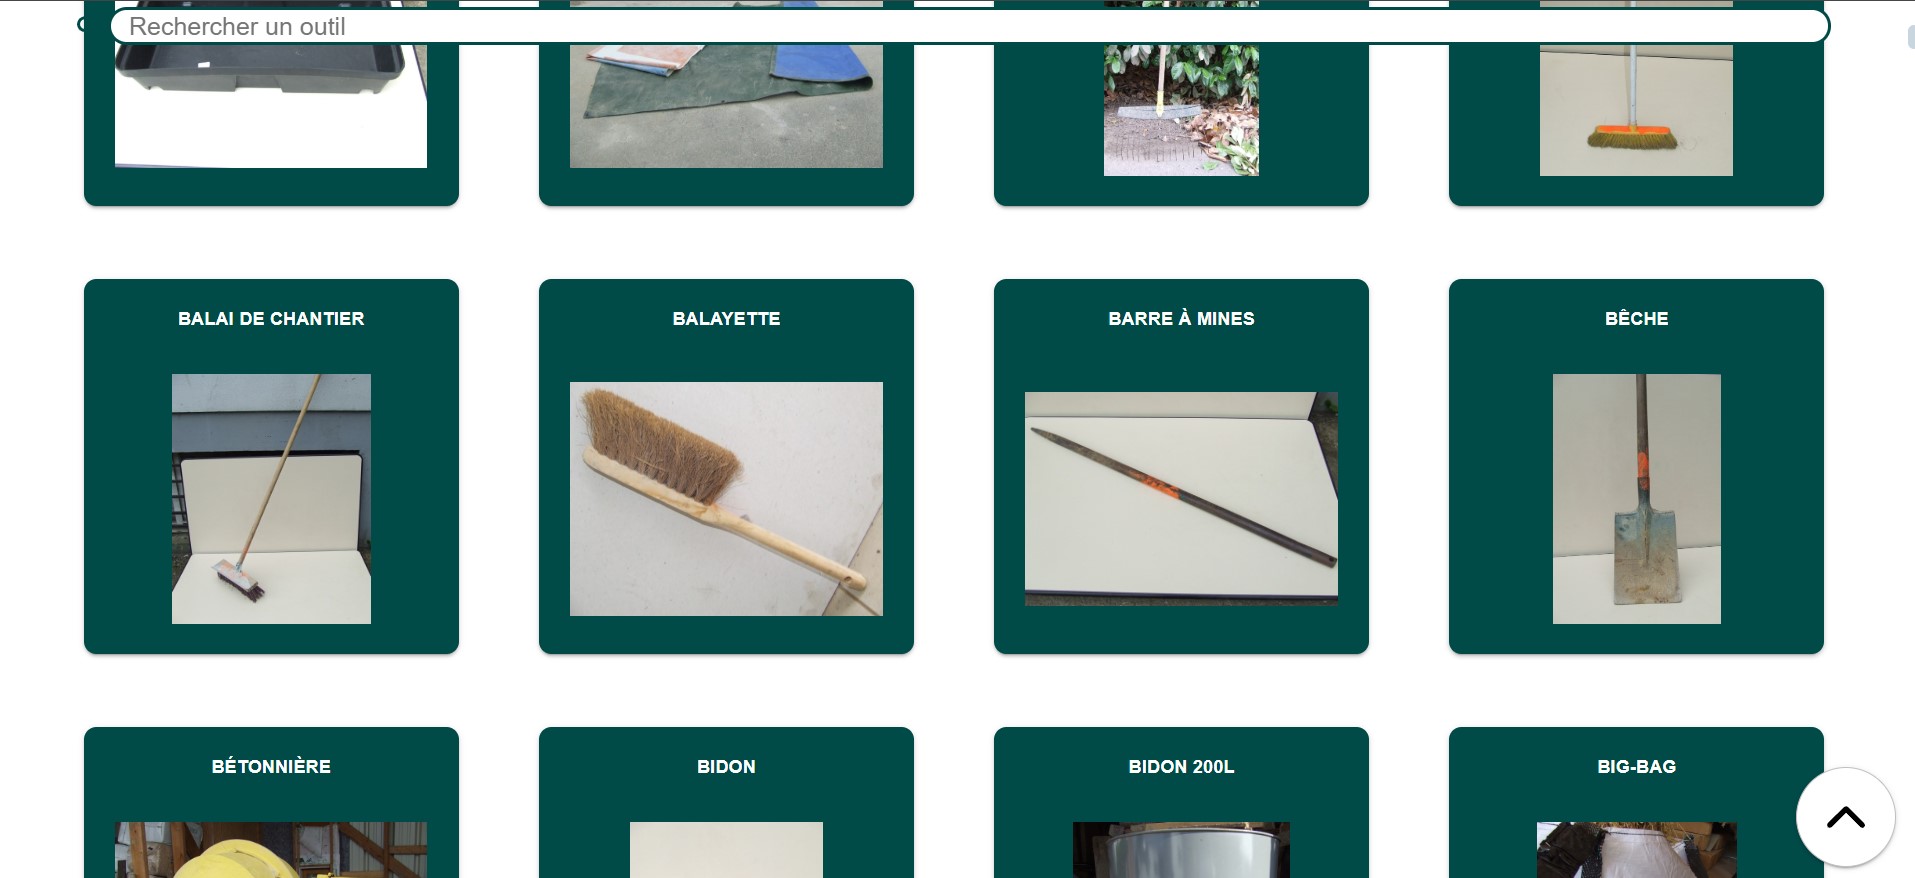 Rechercher un outil
BALAI DE CHANTIER
BALAYETTE
BARRE À MINES
BÊCHE
BÉTONNIÈRE
BIDON
BIDON 200L
BIG-BAG